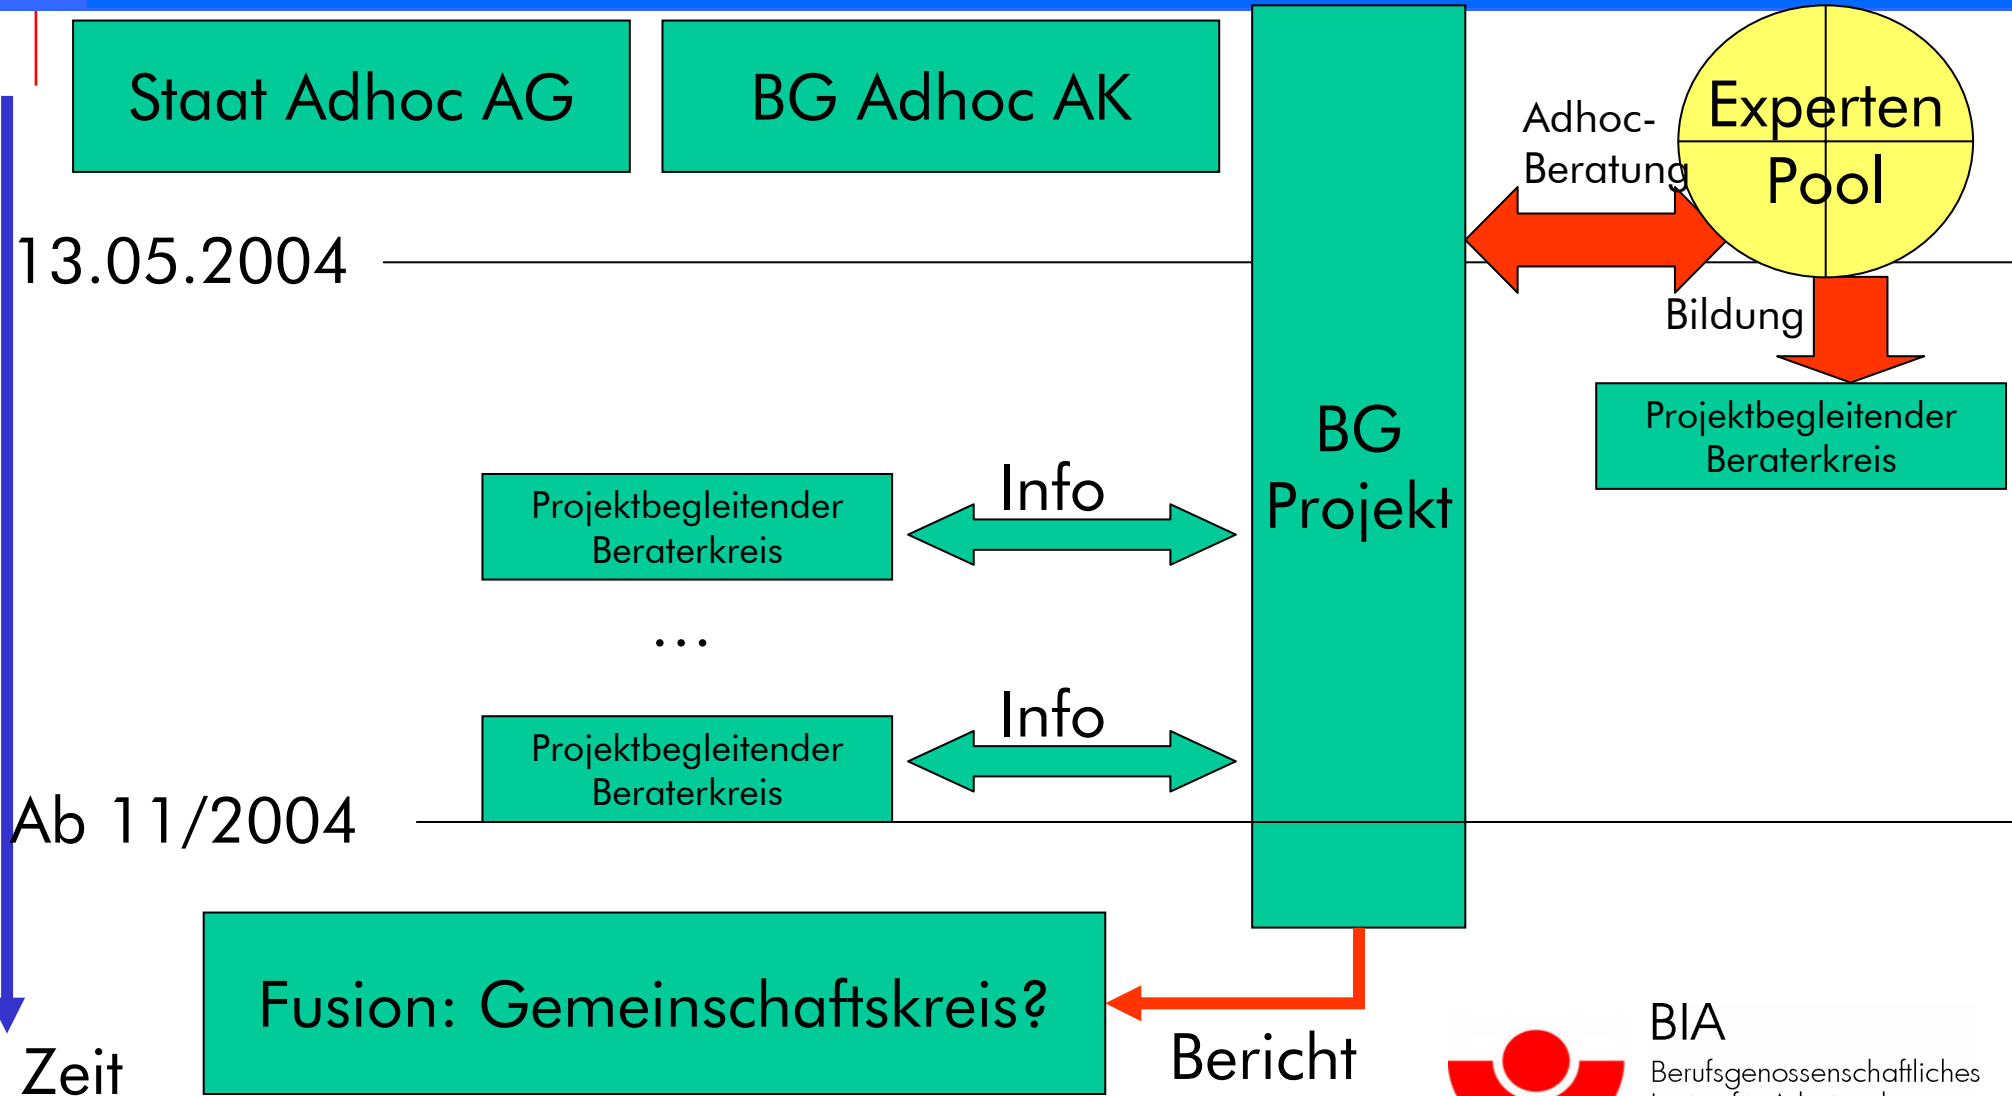 Staat Adhoc AG
BG Adhoc AK
Adhoc-
Beratung
Experten
Pool
13.05.2004
Bildung
Projektbegleitender
Beraterkreis
BG
Projekt
Info
Projektbegleitender
Beraterkreis
...
Info
Projektbegleitender
Beraterkreis
Ab 11/2004
Fusion: Gemeinschaftskreis?
Bericht
Zeit
BIA
Berufsgenossenschaftliches